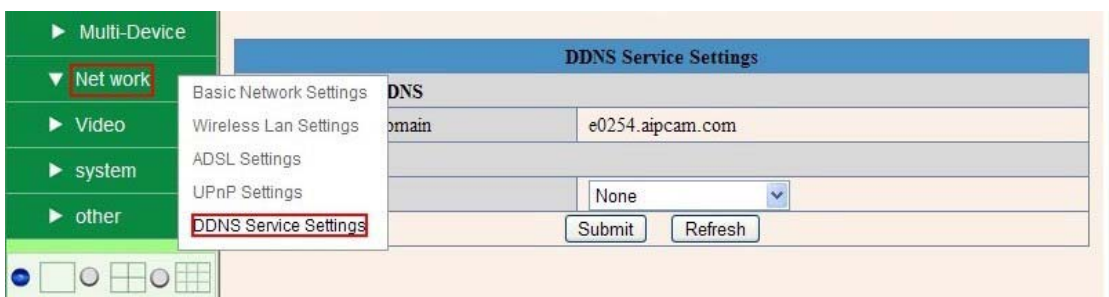 Multi-Device
Net work
Video
system
other
Basic Network Settings
Wireless Lan Settings
ADSL Settings
UPnP Settings
DDNS Service Settings
DDNS Service Settings
DNS
e0254.aipcam.com
None
Submit Refresh